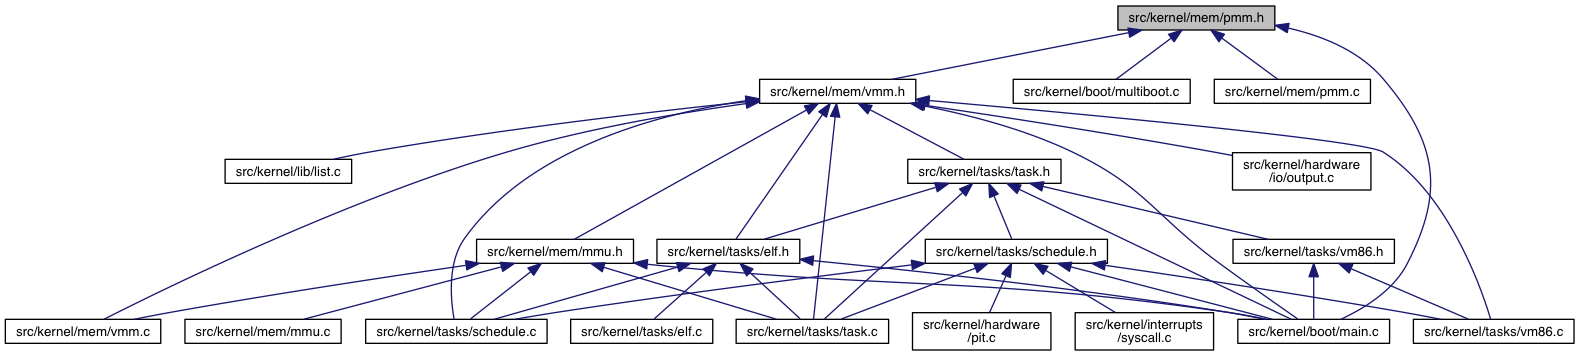 src/kernel/mem/pmm.h
src/kernel/mem/vmm.h
src/kernel/boot/multiboot.c
src/kernel/mem/pmm.c
src/kernel/lib/list.c
src/kernel/tasks/task.h
src/kernel/hardware
/io/output.c
src/kernel/mem/mmu.h
src/kernel/tasks/elf.h
src/kernel/tasks/schedule.h
src/kernel/tasks/vm86.h
src/kernel/mem/vmm.c
src/kernel/mem/mmu.c
src/kernel/tasks/schedule.c
src/kernel/tasks/elf.c
src/kernel/tasks/task.c
src/kernel/hardware
/pit.c
src/kernel/interrupts
/syscall.c
src/kernel/boot/main.c
src/kernel/tasks/vm86.c